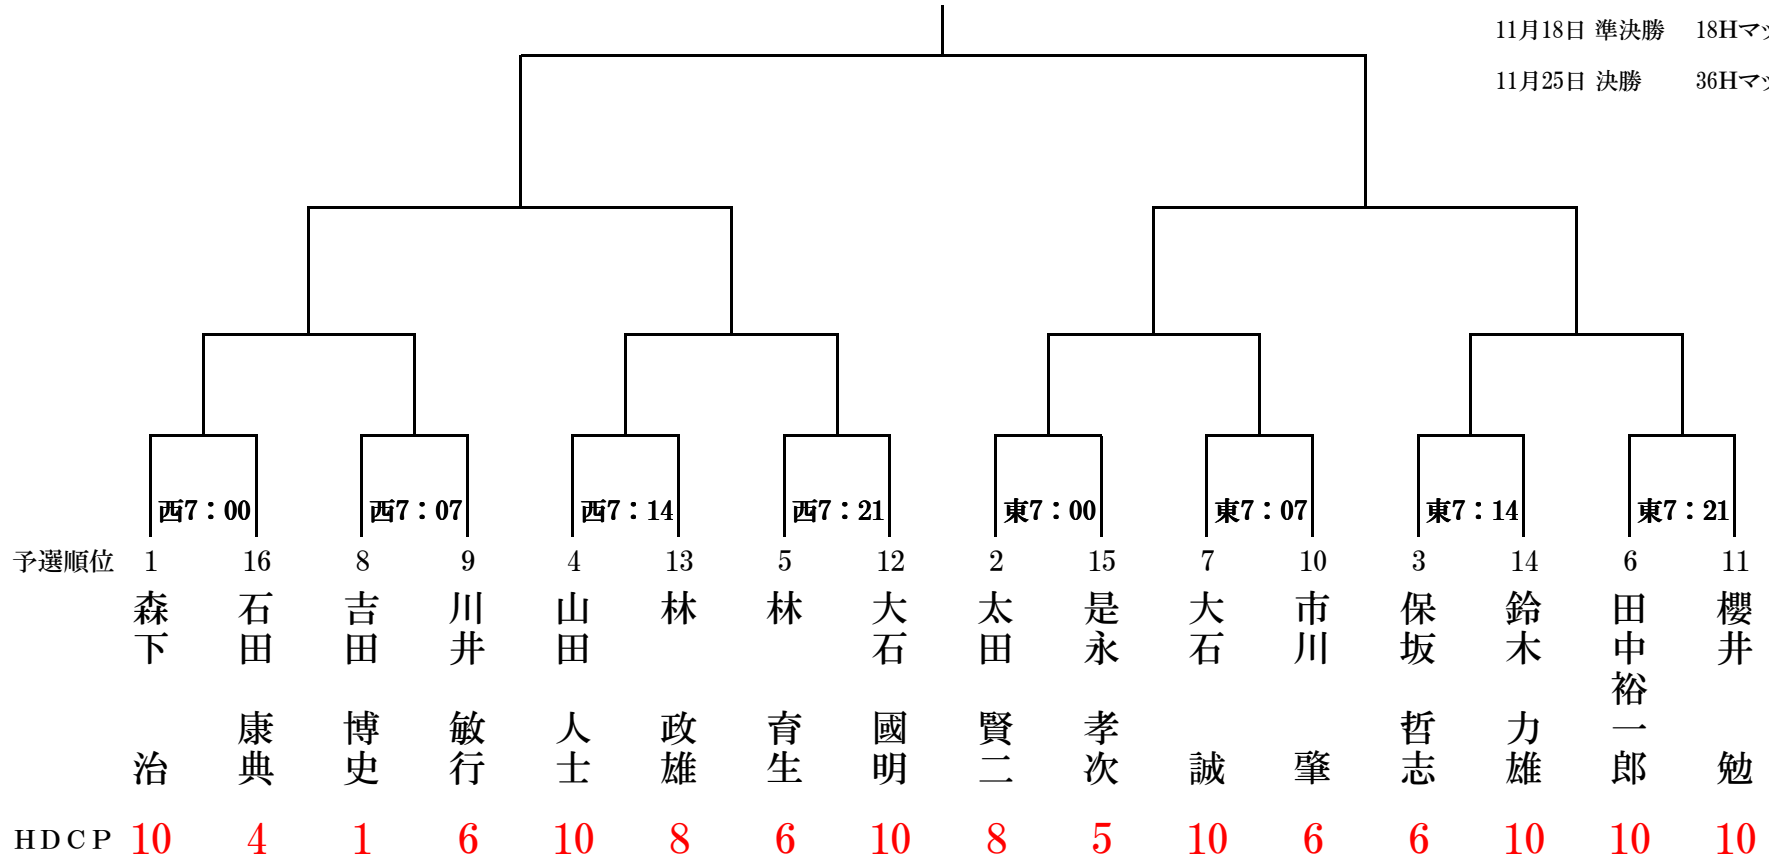 11月18日 準決勝 18Hマッ
11月25日 決勝 36Hマッ
西7：00 西7：07 西7：14 西7：21 東7：00 東7：07 東7：14 東7：21
予選順位 1 16 8 9 4 13 5 12 2 15 7 10 3 14 6 11
森下 治
石田 康典
吉田 博史
川井 敏行
山田 人士
林 政雄
林 育生
大石 國明
太田 賢二
是永 孝次
大石 誠
市川 肇
保坂 哲志
鈴木 力雄
田中裕一郎
櫻井 勉
HDCP 10 4 1 6 10 8 6 10 8 5 10 6 6 10 10 10